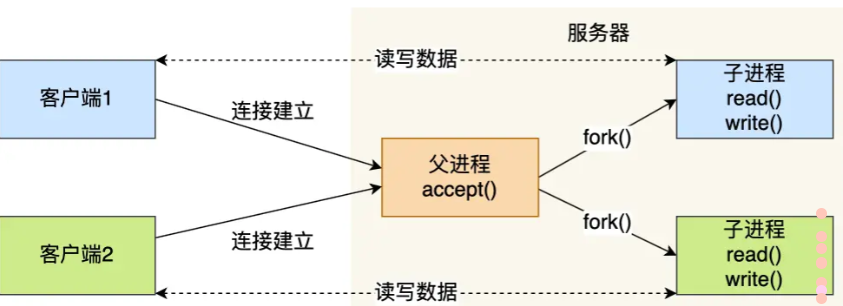 服务器
读写数据
客户端1
子进程
read()
write()
连接建立
fork()
父进程
accept()
fork()
客户端2
连接建立
子进程
read()
write()
读写数据